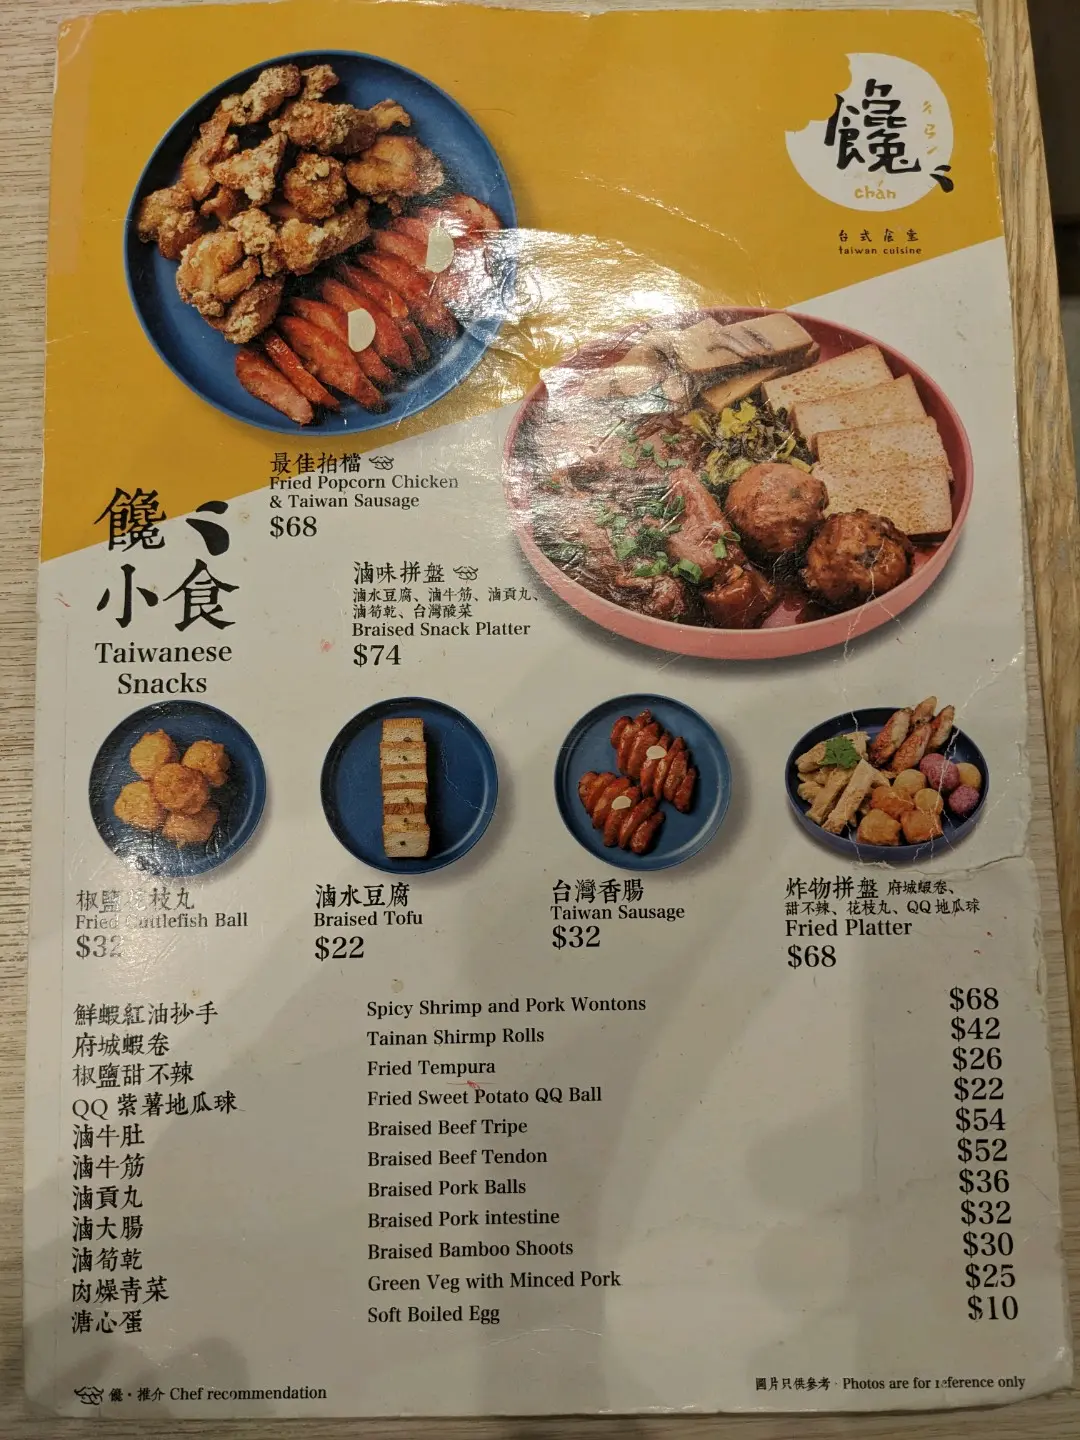 饞
ㄔㄢˊ
chán
台式食堂
taiwan cuisine
最佳拍檔
Fried Popcorn Chicken
& Taiwan Sausage
$68
饞
小食
Taiwanese
Snacks
滷味拼盤
滷水豆腐、滷牛筋、滷貢丸、
滷筍乾、台灣酸菜
Braised Snack Platter
$74
椒鹽 枝丸
Fried Cuttlefish Ball
$32
滷水豆腐
Braised Tofu
$22
台灣香腸
Taiwan Sausage
$32
炸物拼盤 府城蝦卷、
甜不辣、花枝丸、QQ地瓜球
Fried Platter
$68
鮮蝦紅油抄手 Spicy Shrimp and Pork Wontons $68
府城蝦卷 Tainan Shirmp Rolls $42
椒鹽甜不辣 Fried Tempura $26
QQ 紫薯地瓜球 Fried Sweet Potato QQ Ball $22
滷牛肚 Braised Beef Tripe $54
滷牛筋 Braised Beef Tendon $52
滷貢丸 Braised Pork Balls $36
滷大腸 Braised Pork intestine $32
滷筍乾 Braised Bamboo Shoots $30
肉燥青菜 Green Veg with Minced Pork $25
溏心蛋 Soft Boiled Egg $10
饞・推介 Chef recommendation
圖片只供參考・Photos are for reference only